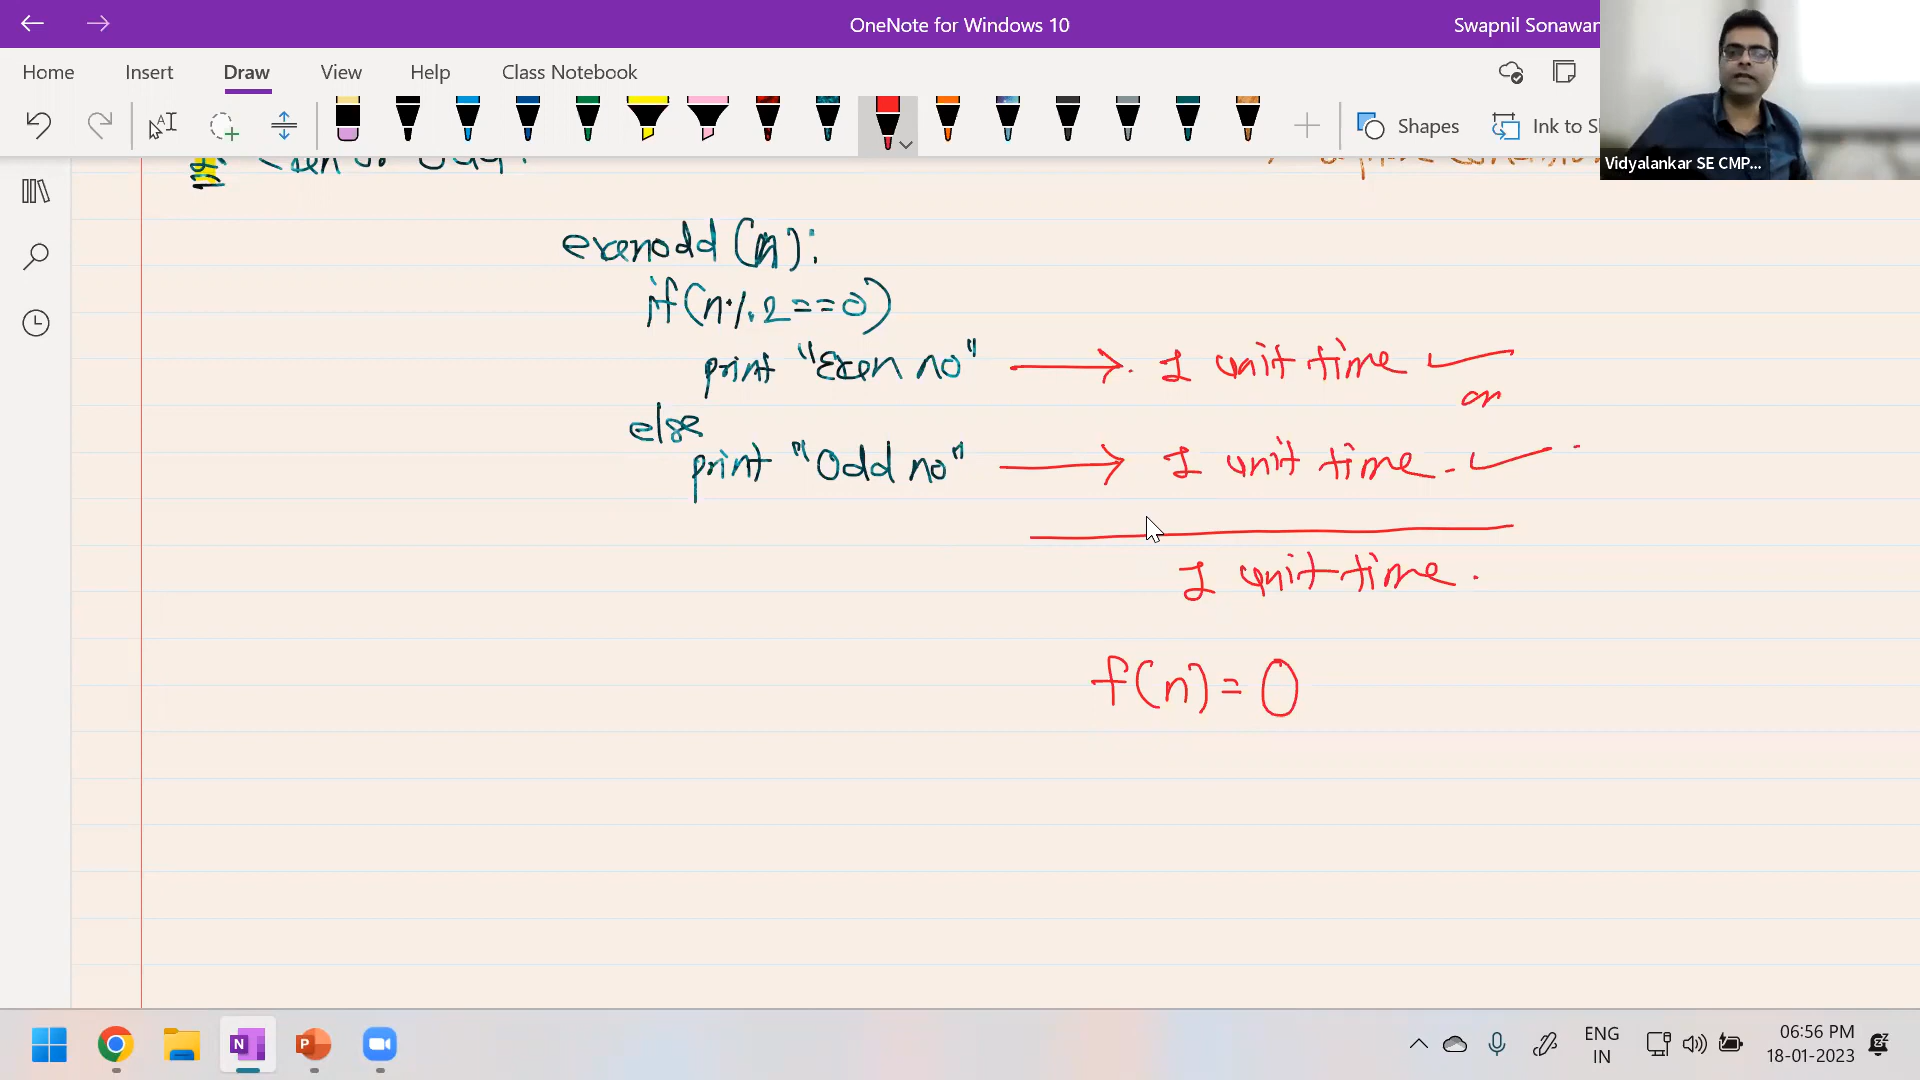 OneNote for Windows 10
Swapnil Sonawan
Home Insert Draw View Help Class Notebook
Shapes
Ink to S
Vidyalankar SE CMP...
evenodd (n):
if(n%2==0)
print "Even no" → 1 unit time
or
else
print "Odd no" → 1 unit time.
1 unit time.
f(n)=0
ENG
IN
06:56 PM
18-01-2023